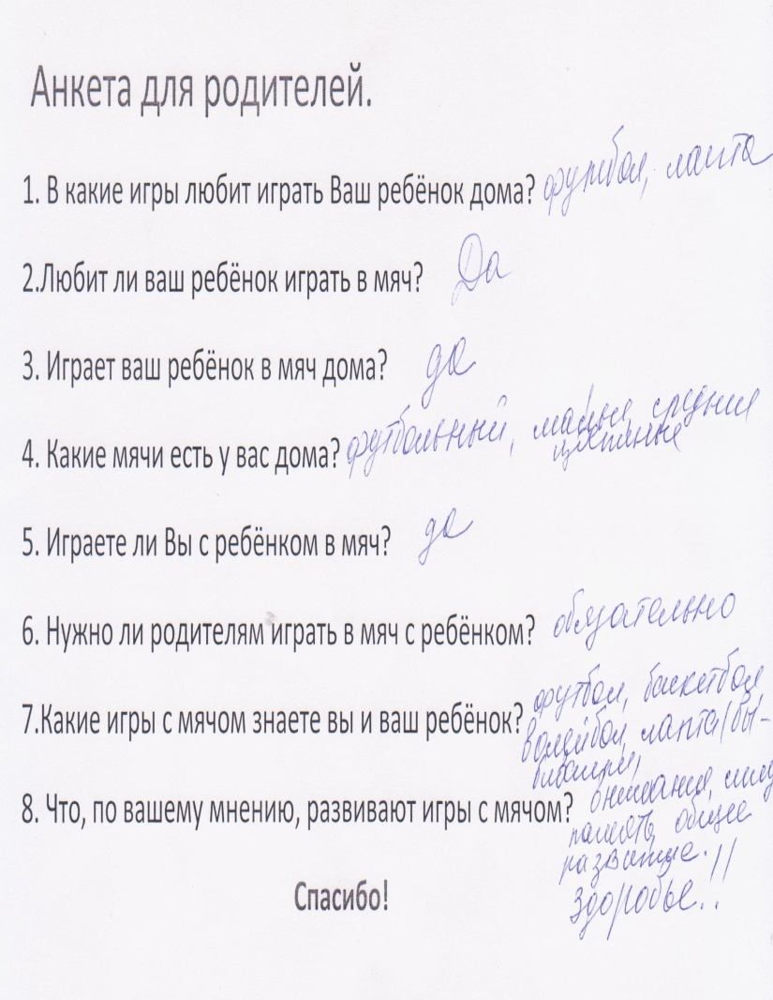 Анкета для родителей.
1. В какие игры любит играть Ваш ребёнок дома? футбол, лапта
2.Любит ли ваш ребёнок играть в мяч? Да
3. Играет ваш ребёнок в мяч дома? да
4. Какие мячи есть у вас дома? футбольный, малые, средние
5. Играете ли Вы с ребёнком в мяч? да
6. Нужно ли родителям играть в мяч с ребёнком? обязательно
футбол, баскетбол,
7.Какие игры с мячом знаете вы и ваш ребёнок?
волейбол, лапта, вы-
8. Что, по вашему мнению, развивают игры с мячом? внимания,
память, общее
развитие.
здоровье!!
Спасибо!